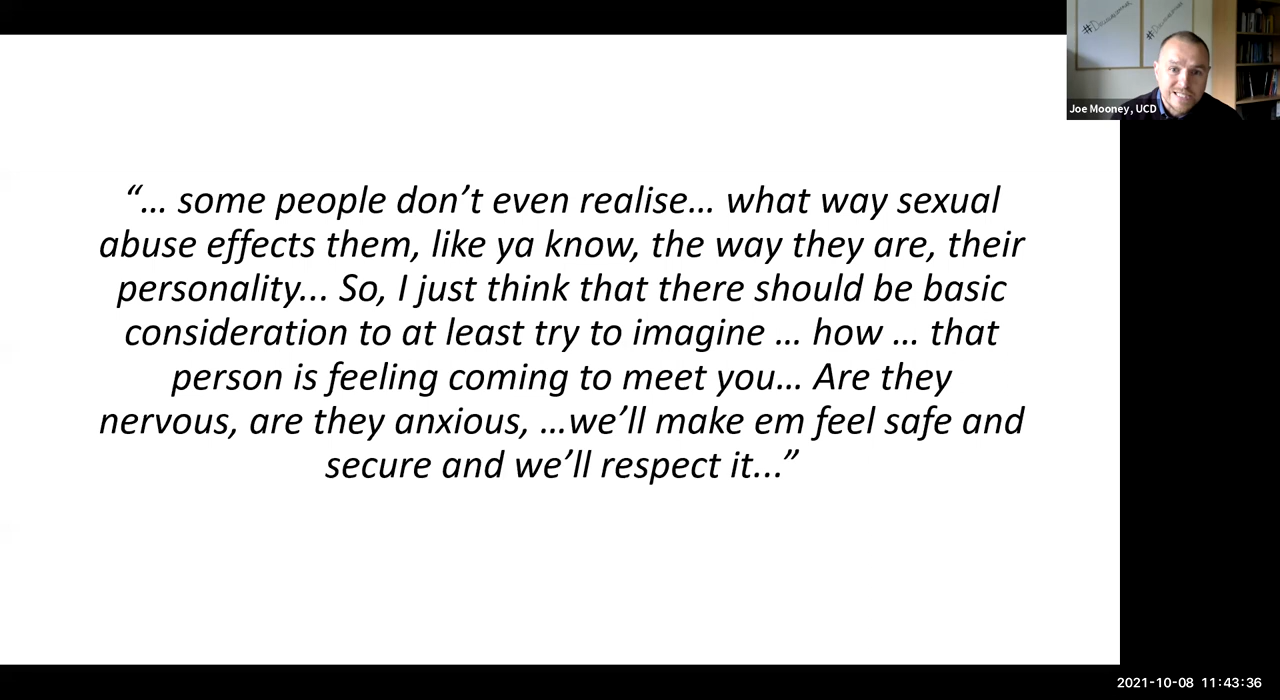 “… some people don’t even realise… what way sexual
abuse effects them, like ya know, the way they are, their
personality... So, I just think that there should be basic
consideration to at least try to imagine … how … that
person is feeling coming to meet you… Are they
nervous, are they anxious, …we’ll make em feel safe and
secure and we’ll respect it...”
Joe Mooney, UCD
2021-10-08 11:43:36